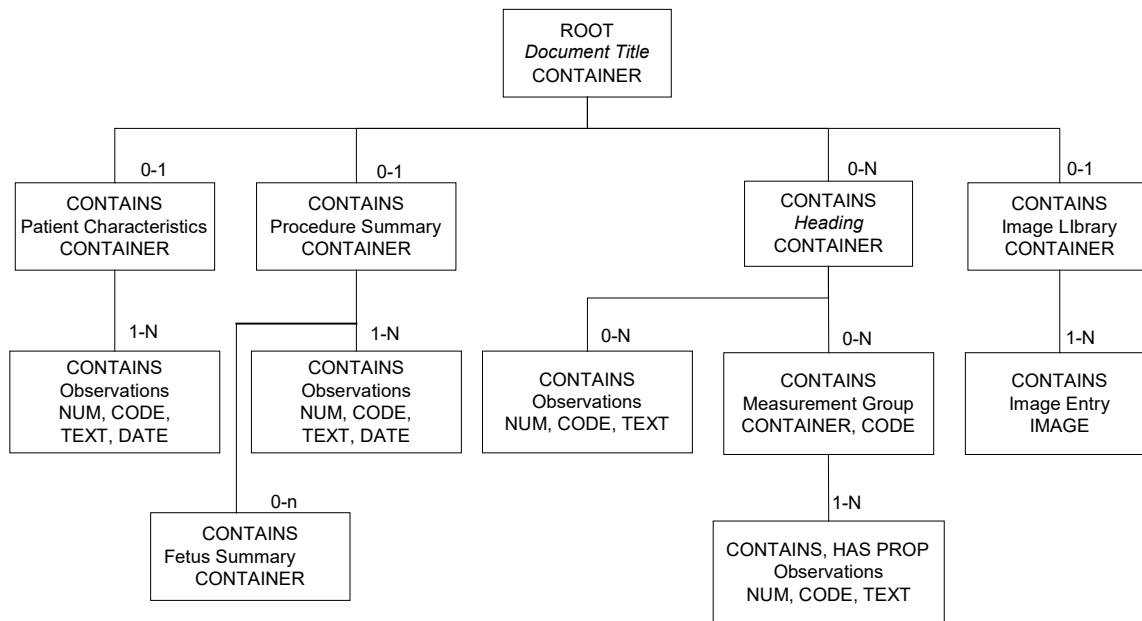 ROOT
Document Title
CONTAINER
0-1
CONTAINS
Patient Characteristics
CONTAINER
0-1
CONTAINS
Procedure Summary
CONTAINER
0-N
CONTAINS
Heading
CONTAINER
0-1
CONTAINS
Image LIbrary
CONTAINER
1-N
CONTAINS
Observations
NUM, CODE,
TEXT, DATE
1-N
CONTAINS
Observations
NUM, CODE,
TEXT, DATE
0-N
CONTAINS
Observations
NUM, CODE, TEXT
0-N
CONTAINS
Measurement Group
CONTAINER, CODE
1-N
CONTAINS
Image Entry
IMAGE
0-n
CONTAINS
Fetus Summary
CONTAINER
1-N
CONTAINS, HAS PROP
Observations
NUM, CODE, TEXT